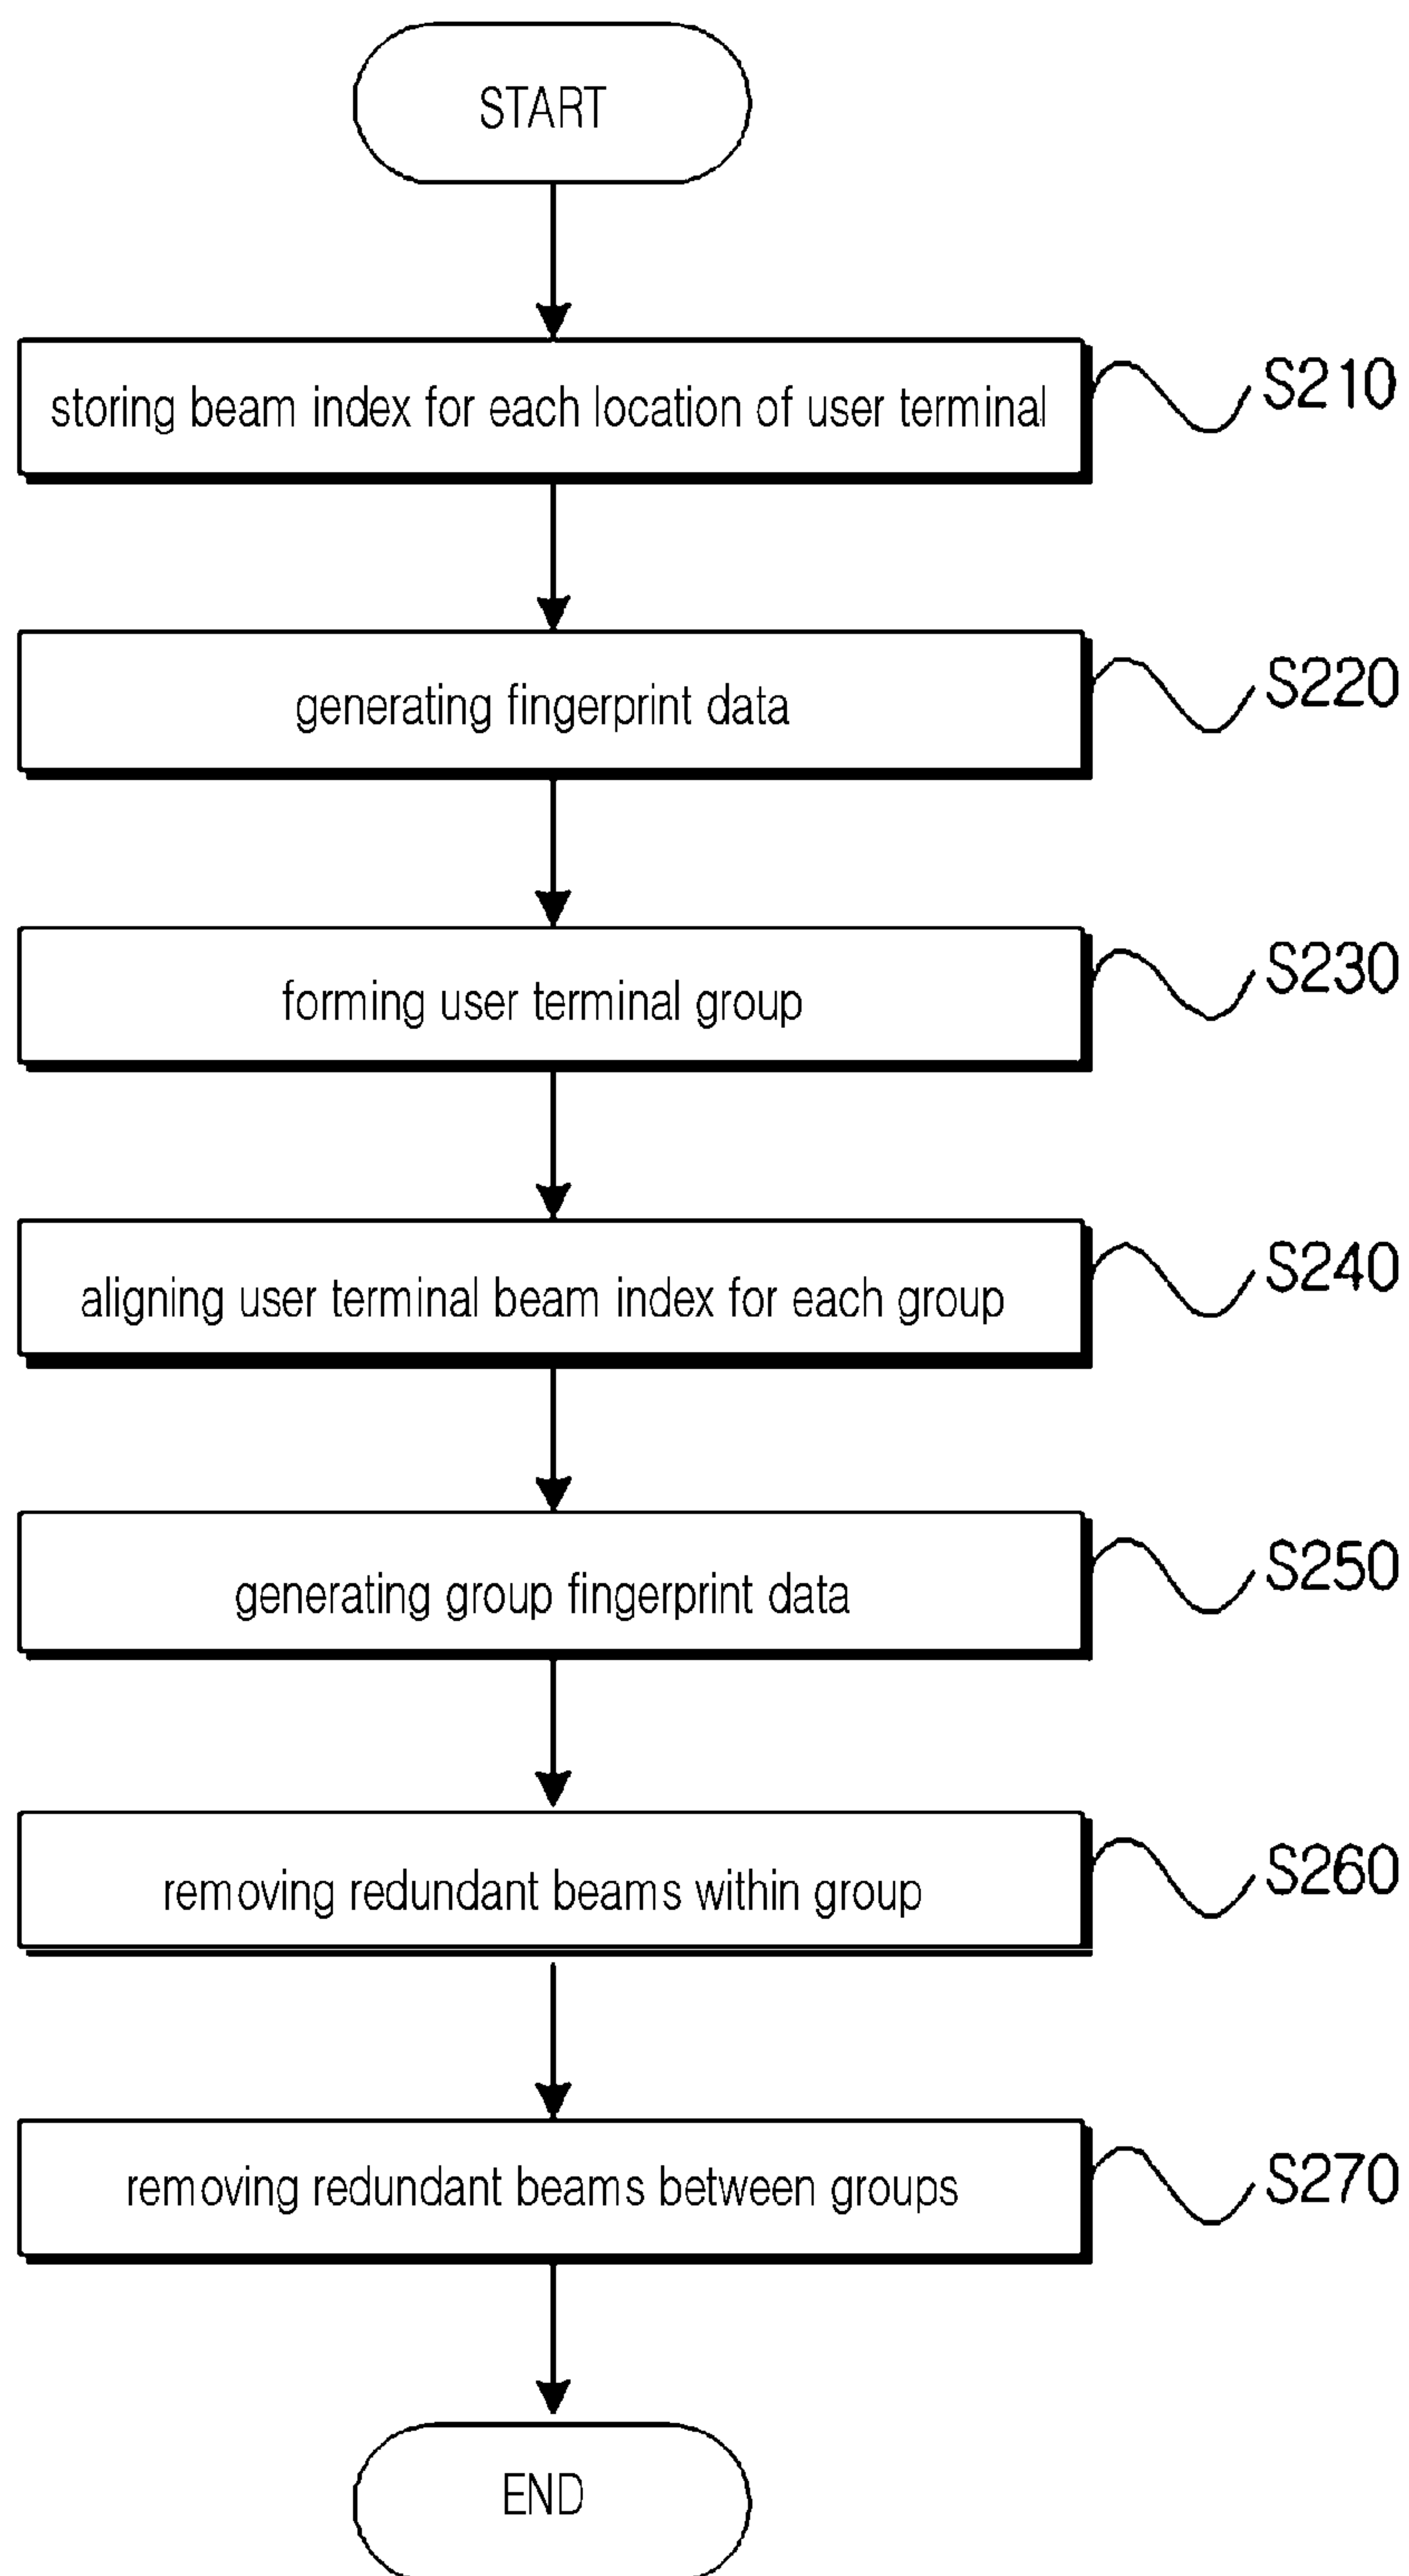 START
storing beam index for each location of user terminal
S210
generating fingerprint data
S220
forming user terminal group
S230
aligning user terminal beam index for each group
S240
generating group fingerprint data
S250
removing redundant beams within group
S260
removing redundant beams between groups
S270
END